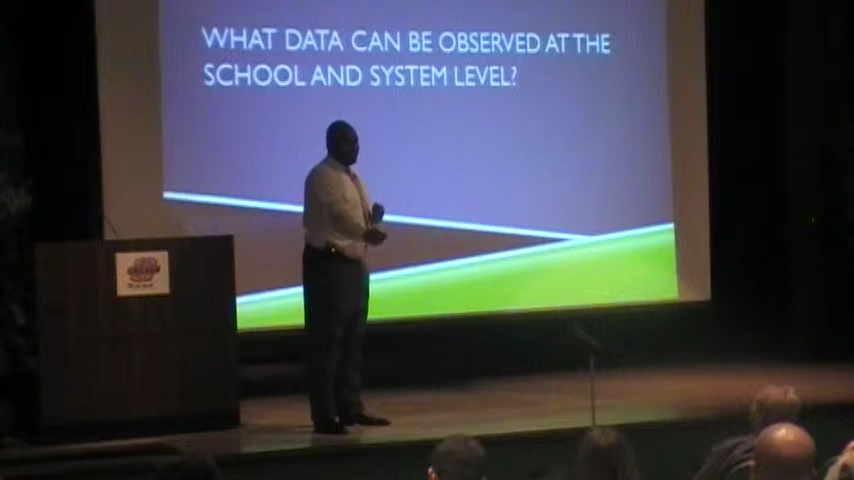 WHAT DATA CAN BE OBSERVED AT THE
SCHOOL AND SYSTEM LEVEL?